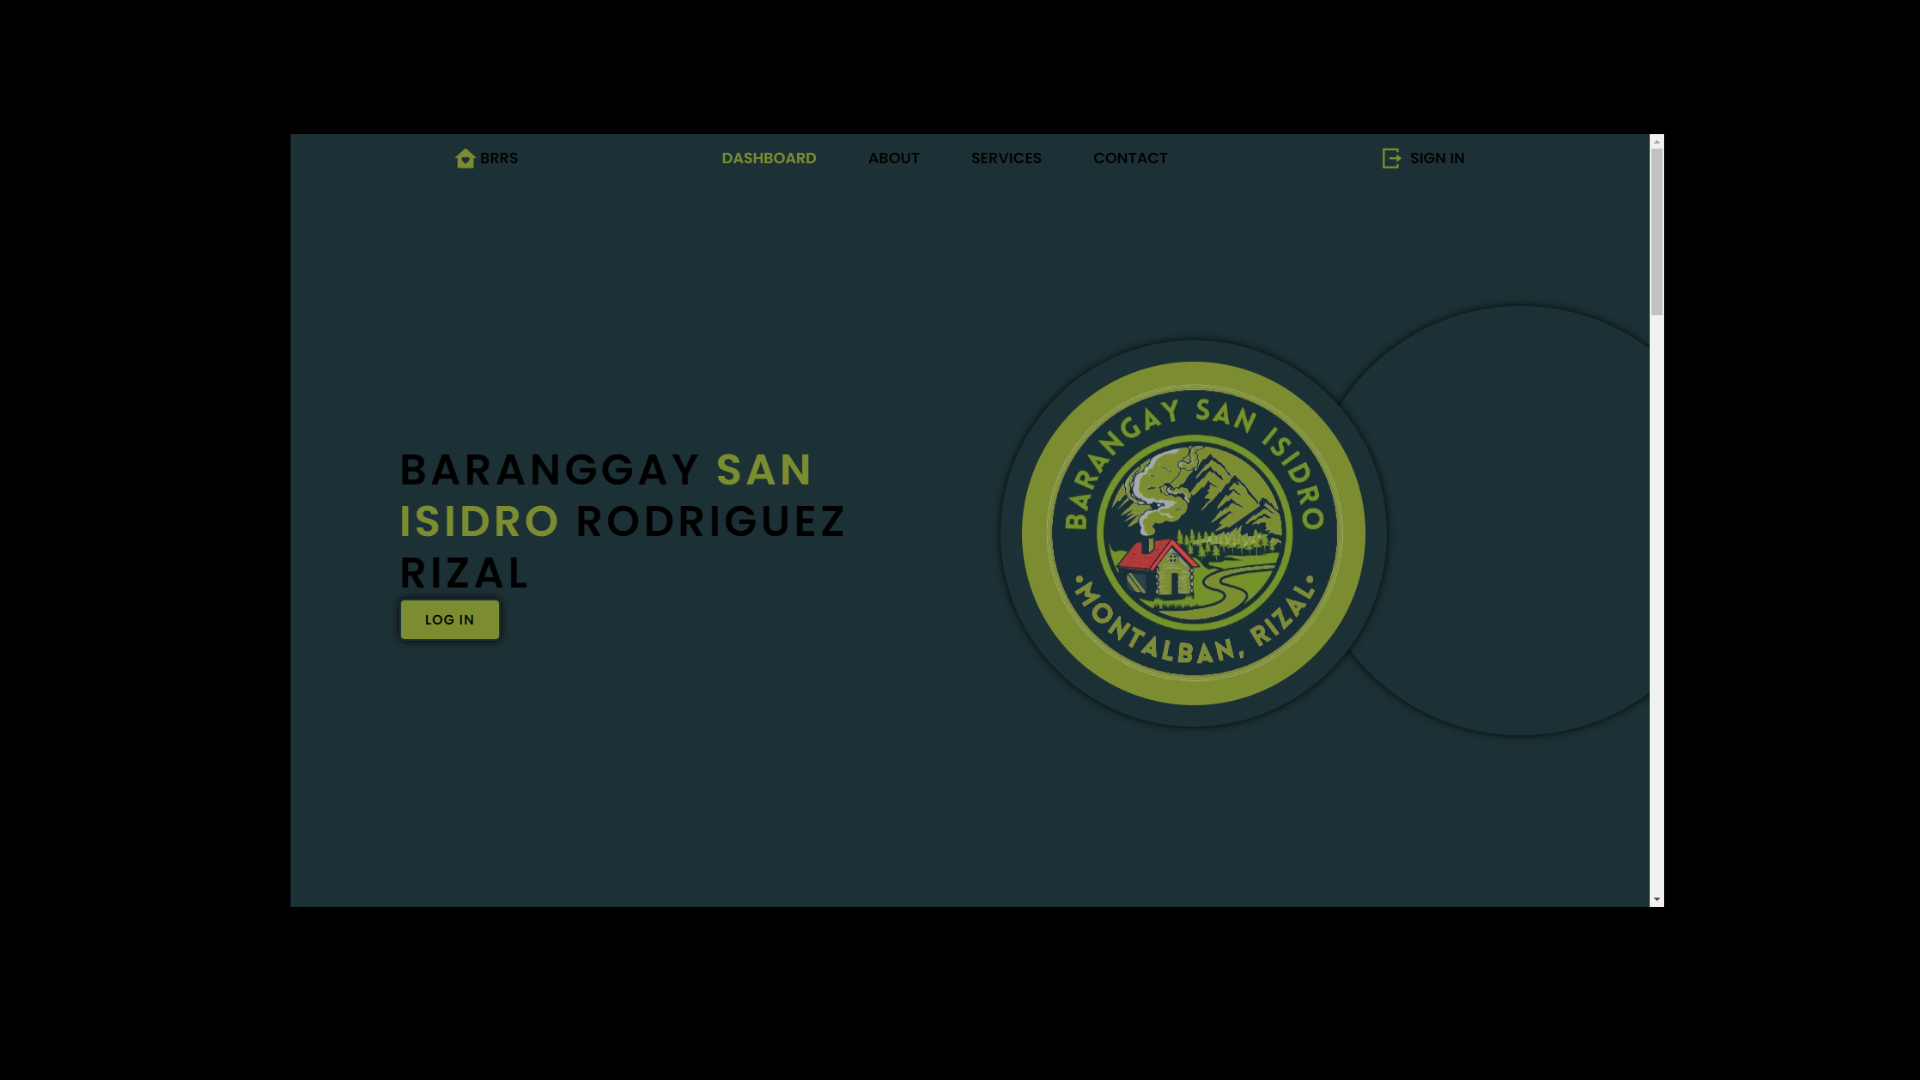 BRRS
DASHBOARD
ABOUT
SERVICES
CONTACT
SIGN IN
BARANGGAY SAN
ISIDRO RODRIGUEZ
RIZAL
LOG IN
BARANGAY SAN ISIDRO
•MONTALBAN, RIZAL•